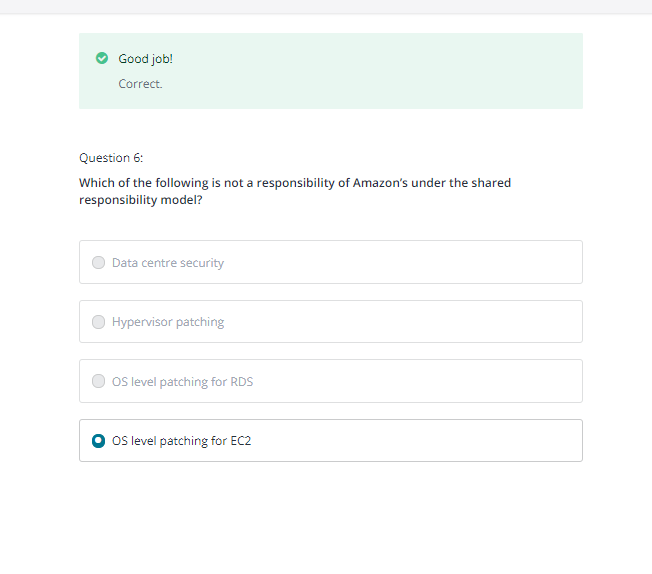 Good job!
Correct.
Question 6:
Which of the following is not a responsibility of Amazon's under the shared
responsibility model?
Data centre security
Hypervisor patching
OS level patching for RDS
OS level patching for EC2